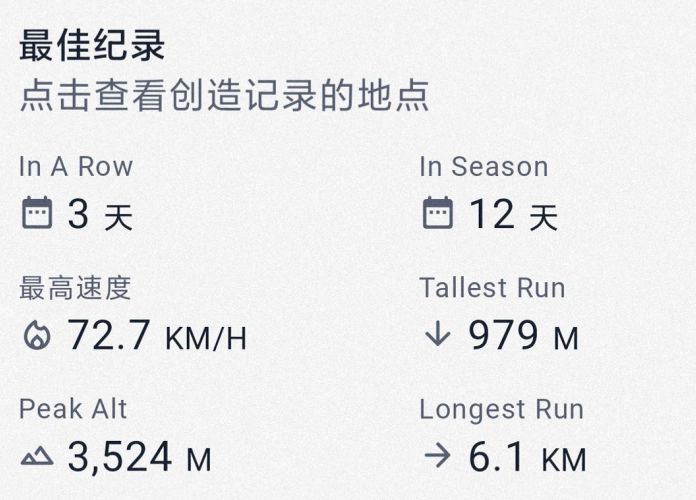 最佳纪录
点击查看创造记录的地点
In A Row
In Season
3 天
12 天
最高速度
Tallest Run
72.7 KM/H
979 M
Peak Alt
Longest Run
3,524 M
6.1 KM